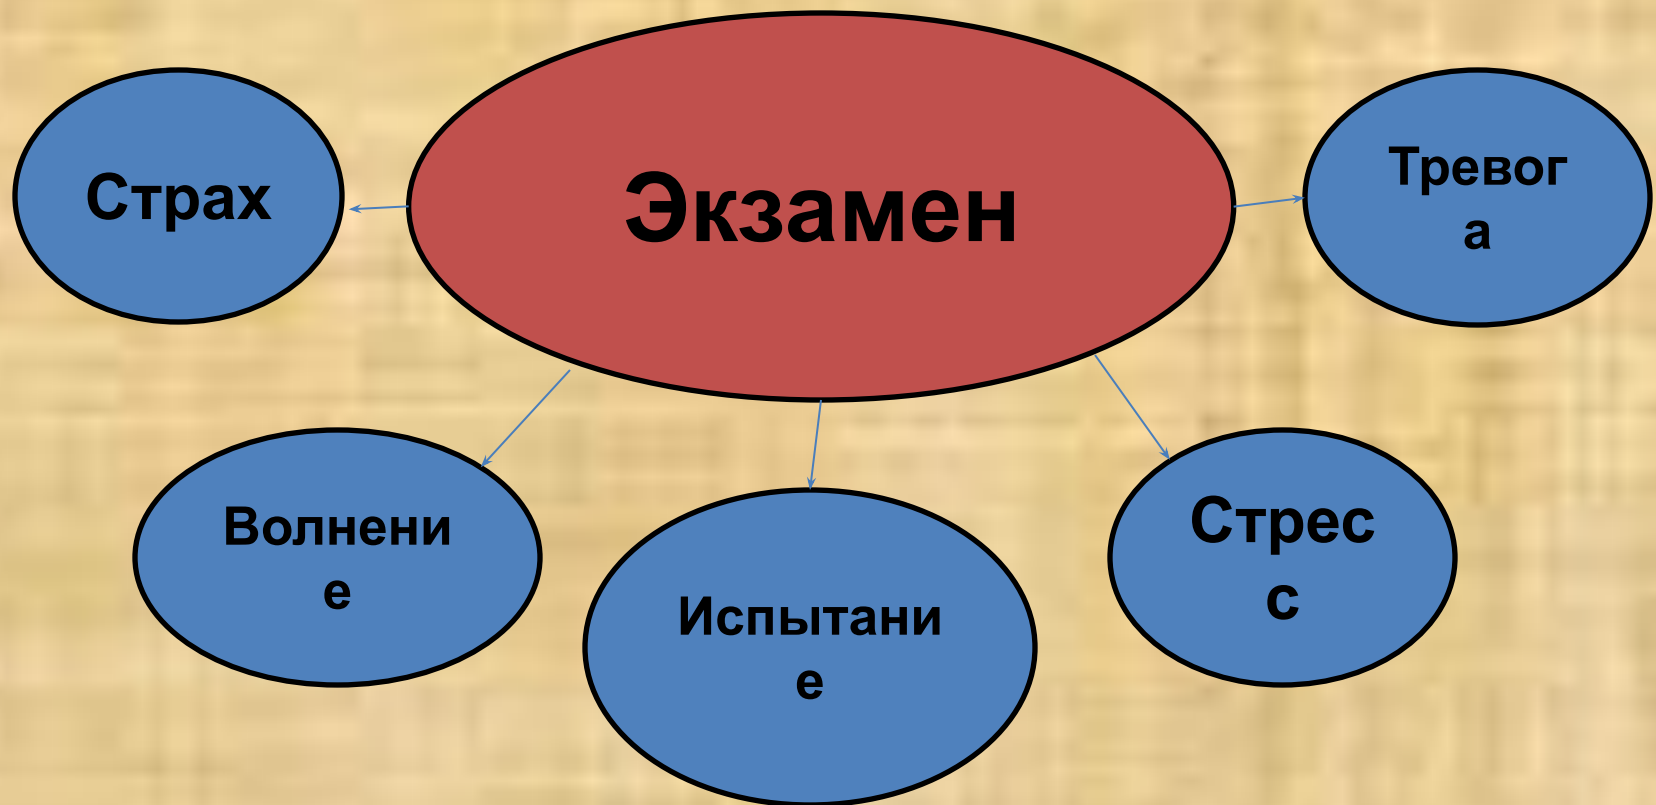 Экзамен
Страх
Тревог
а
Волнени
е
Испытани
е
Стрес
с